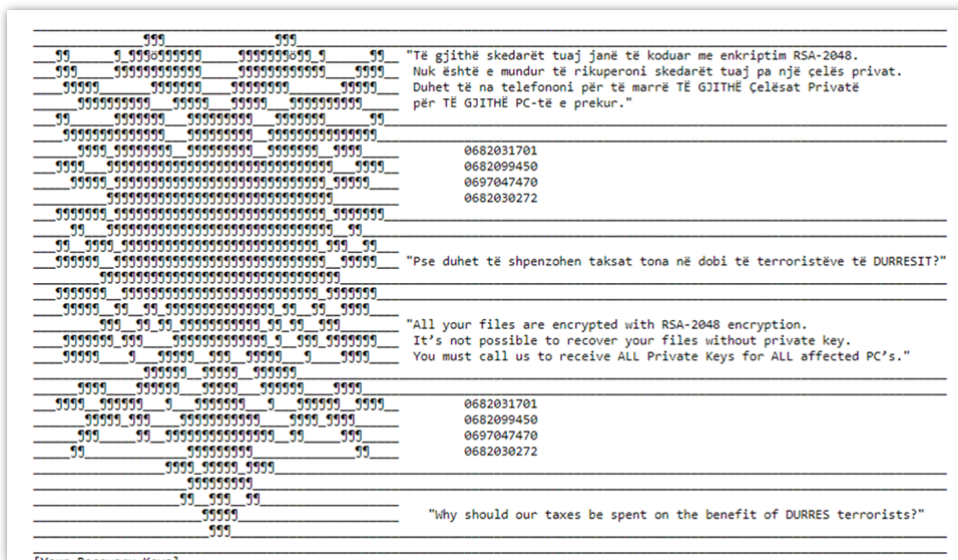 "Të gjithë skedarët tuaj janë të koduar me enkriptim RSA-2048.
Nuk është e mundur të rikuperoni skedarët tuaj pa një çelës privat.
Duhet të na telefononi për të marrë TË GJITHË Çelësat Privatë
për TË GJITHË PC-të e prekur."
0682031701
0682099450
0697047470
0682030272
"Pse duhet të shpenzohen taksat tona në dobi të terroristëve të DURRESIT?"
"All your files are encrypted with RSA-2048 encryption.
It’s not possible to recover your files without private key.
You must call us to receive ALL Private Keys for ALL affected PC’s."
0682031701
0682099450
0697047470
0682030272
"Why should our taxes be spent on the benefit of DURRES terrorists?"